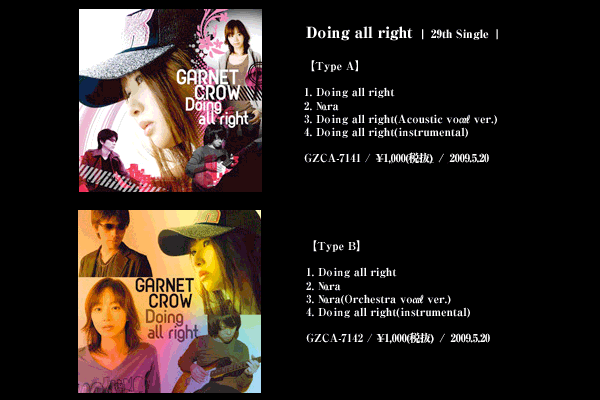 GARNET
CROW
Doing
all right
Doing all right | 29th Single |
【Type A】
1. Doing all right
2. Nora
3. Doing all right(Acoustic vocal ver.)
4. Doing all right(instrumental)
GZCA-7141 / ¥1,000(税抜) / 2009.5.20
GARNET
CROW
Doing
all right
【Type B】
1. Doing all right
2. Nora
3. Nora(Orchestra vocal ver.)
4. Doing all right(instrumental)
GZCA-7142 / ¥1,000(税抜) / 2009.5.20